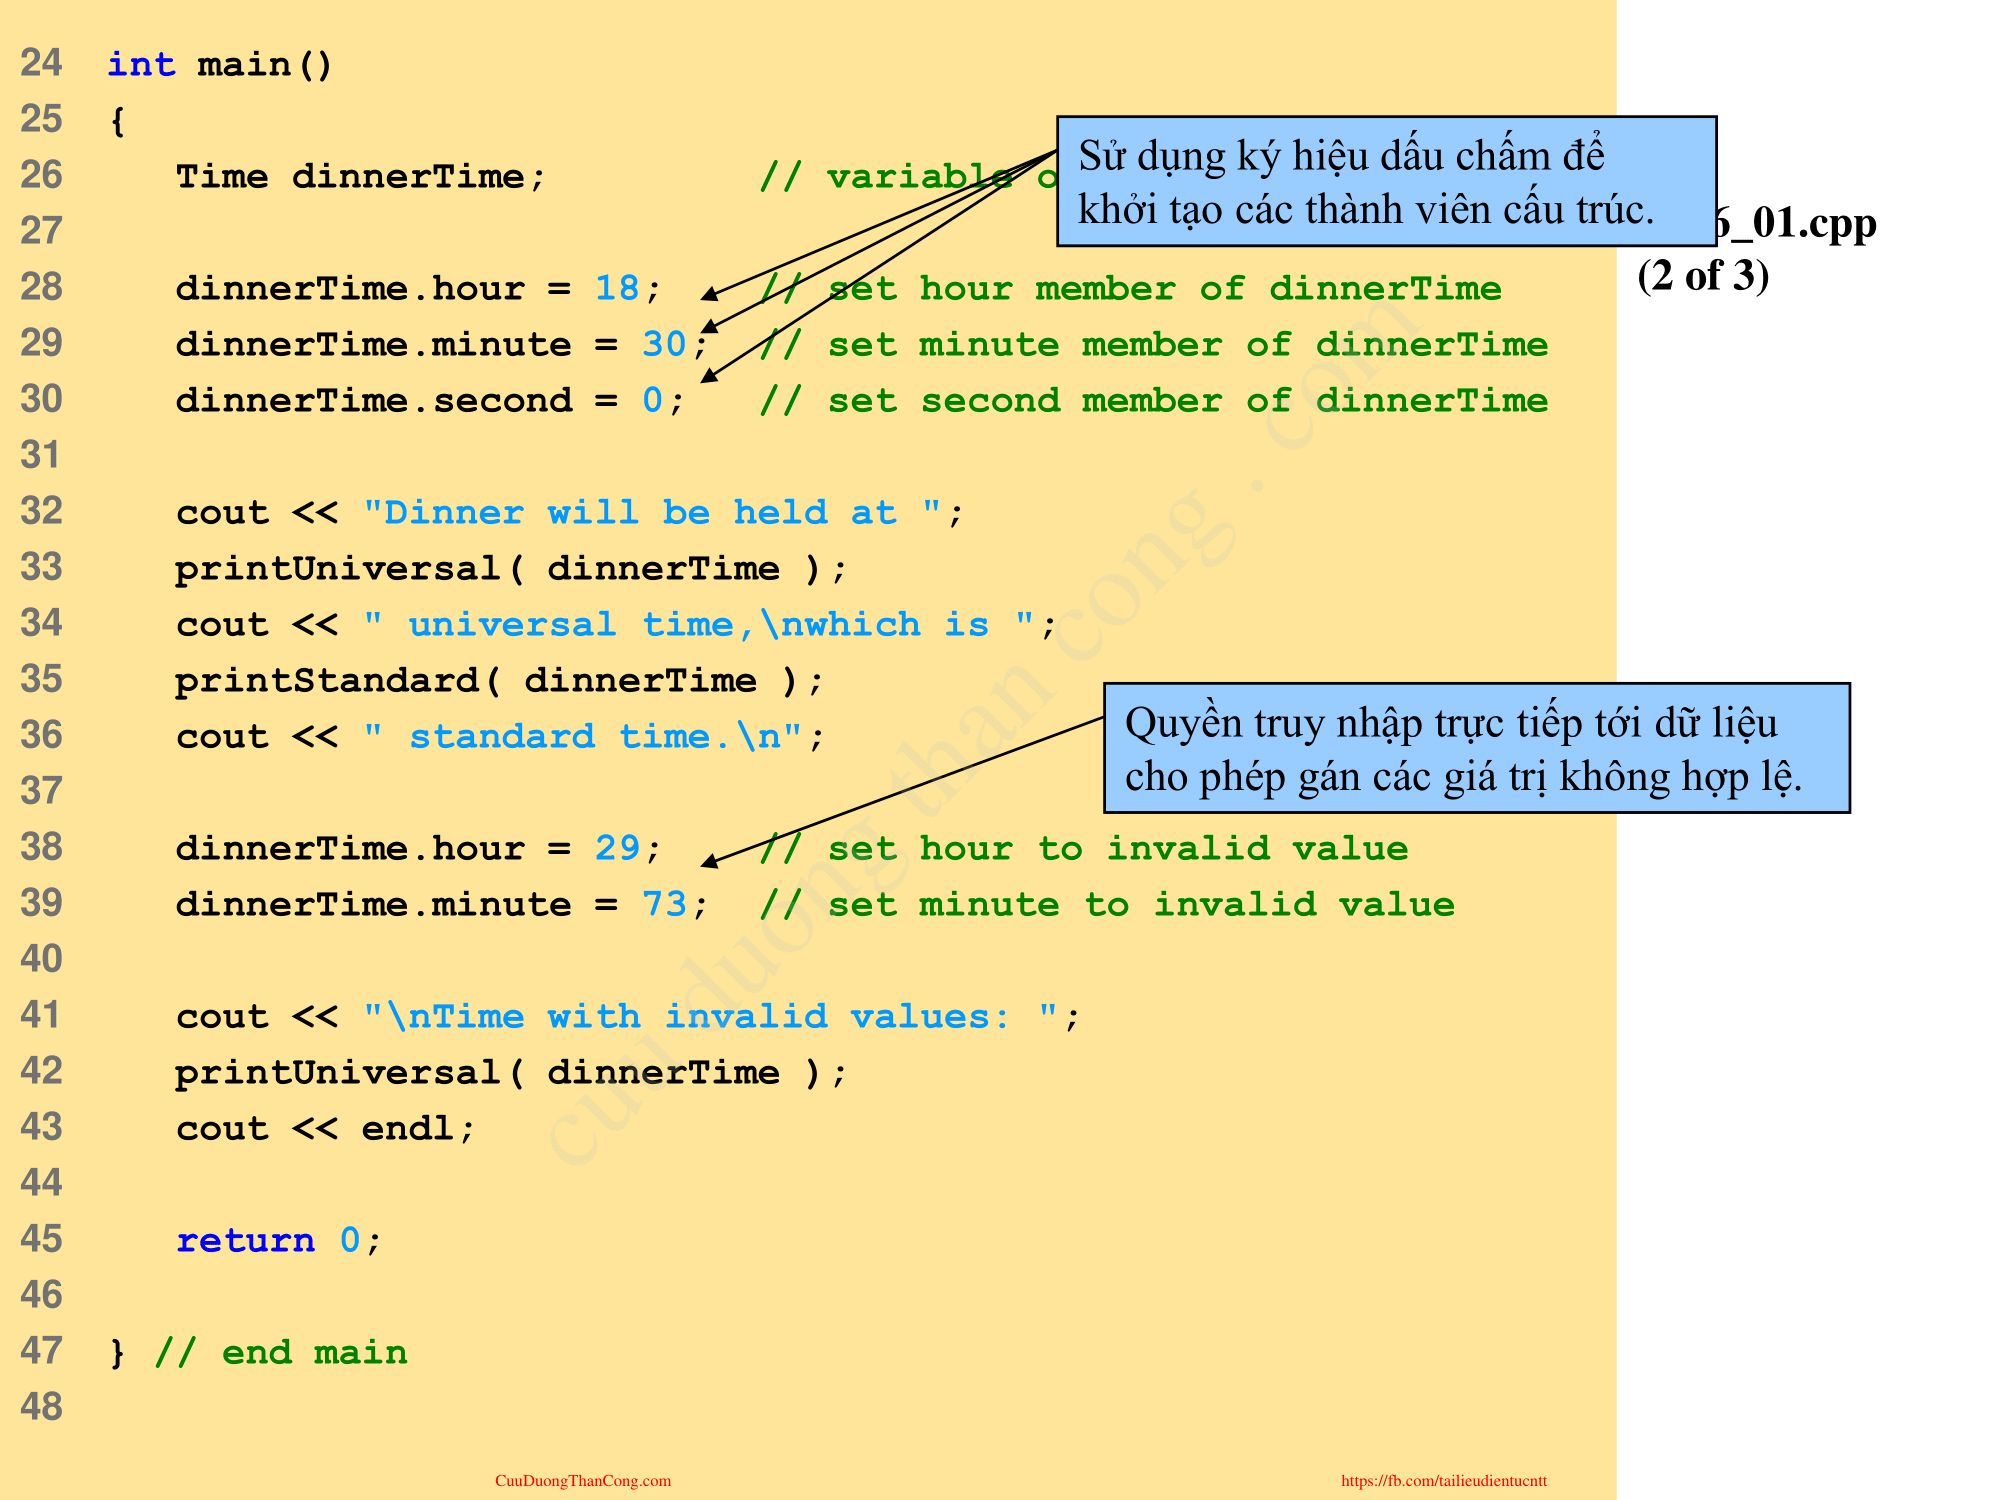 24 int main()
25 {
26    Time dinnerTime;         // variable
27
28    dinnerTime.hour = 18;    // set hour member of dinnerTime
29    dinnerTime.minute = 30;  // set minute member of dinnerTime
30    dinnerTime.second = 0;   // set second member of dinnerTime
31
32    cout << "Dinner will be held at ";
33    printUniversal( dinnerTime );
34    cout << " universal time,\nwhich is ";
35    printStandard( dinnerTime );
36    cout << " standard time.\n";
37
38    dinnerTime.hour = 29;    // set hour to invalid value
39    dinnerTime.minute = 73;  // set minute to invalid value
40
41    cout << "\nTime with invalid values: ";
42    printUniversal( dinnerTime );
43    cout << endl;
44
45    return 0;
46
47 } // end main
48
Sử dụng ký hiệu dấu chấm để
khởi tạo các thành viên cấu trúc.
6_01.cpp
(2 of 3)
Quyền truy nhập trực tiếp tới dữ liệu
cho phép gán các giá trị không hợp lệ.
cuu duong than cong . com
CuuDuongThanCong.com
https://fb.com/tailieudientucntt